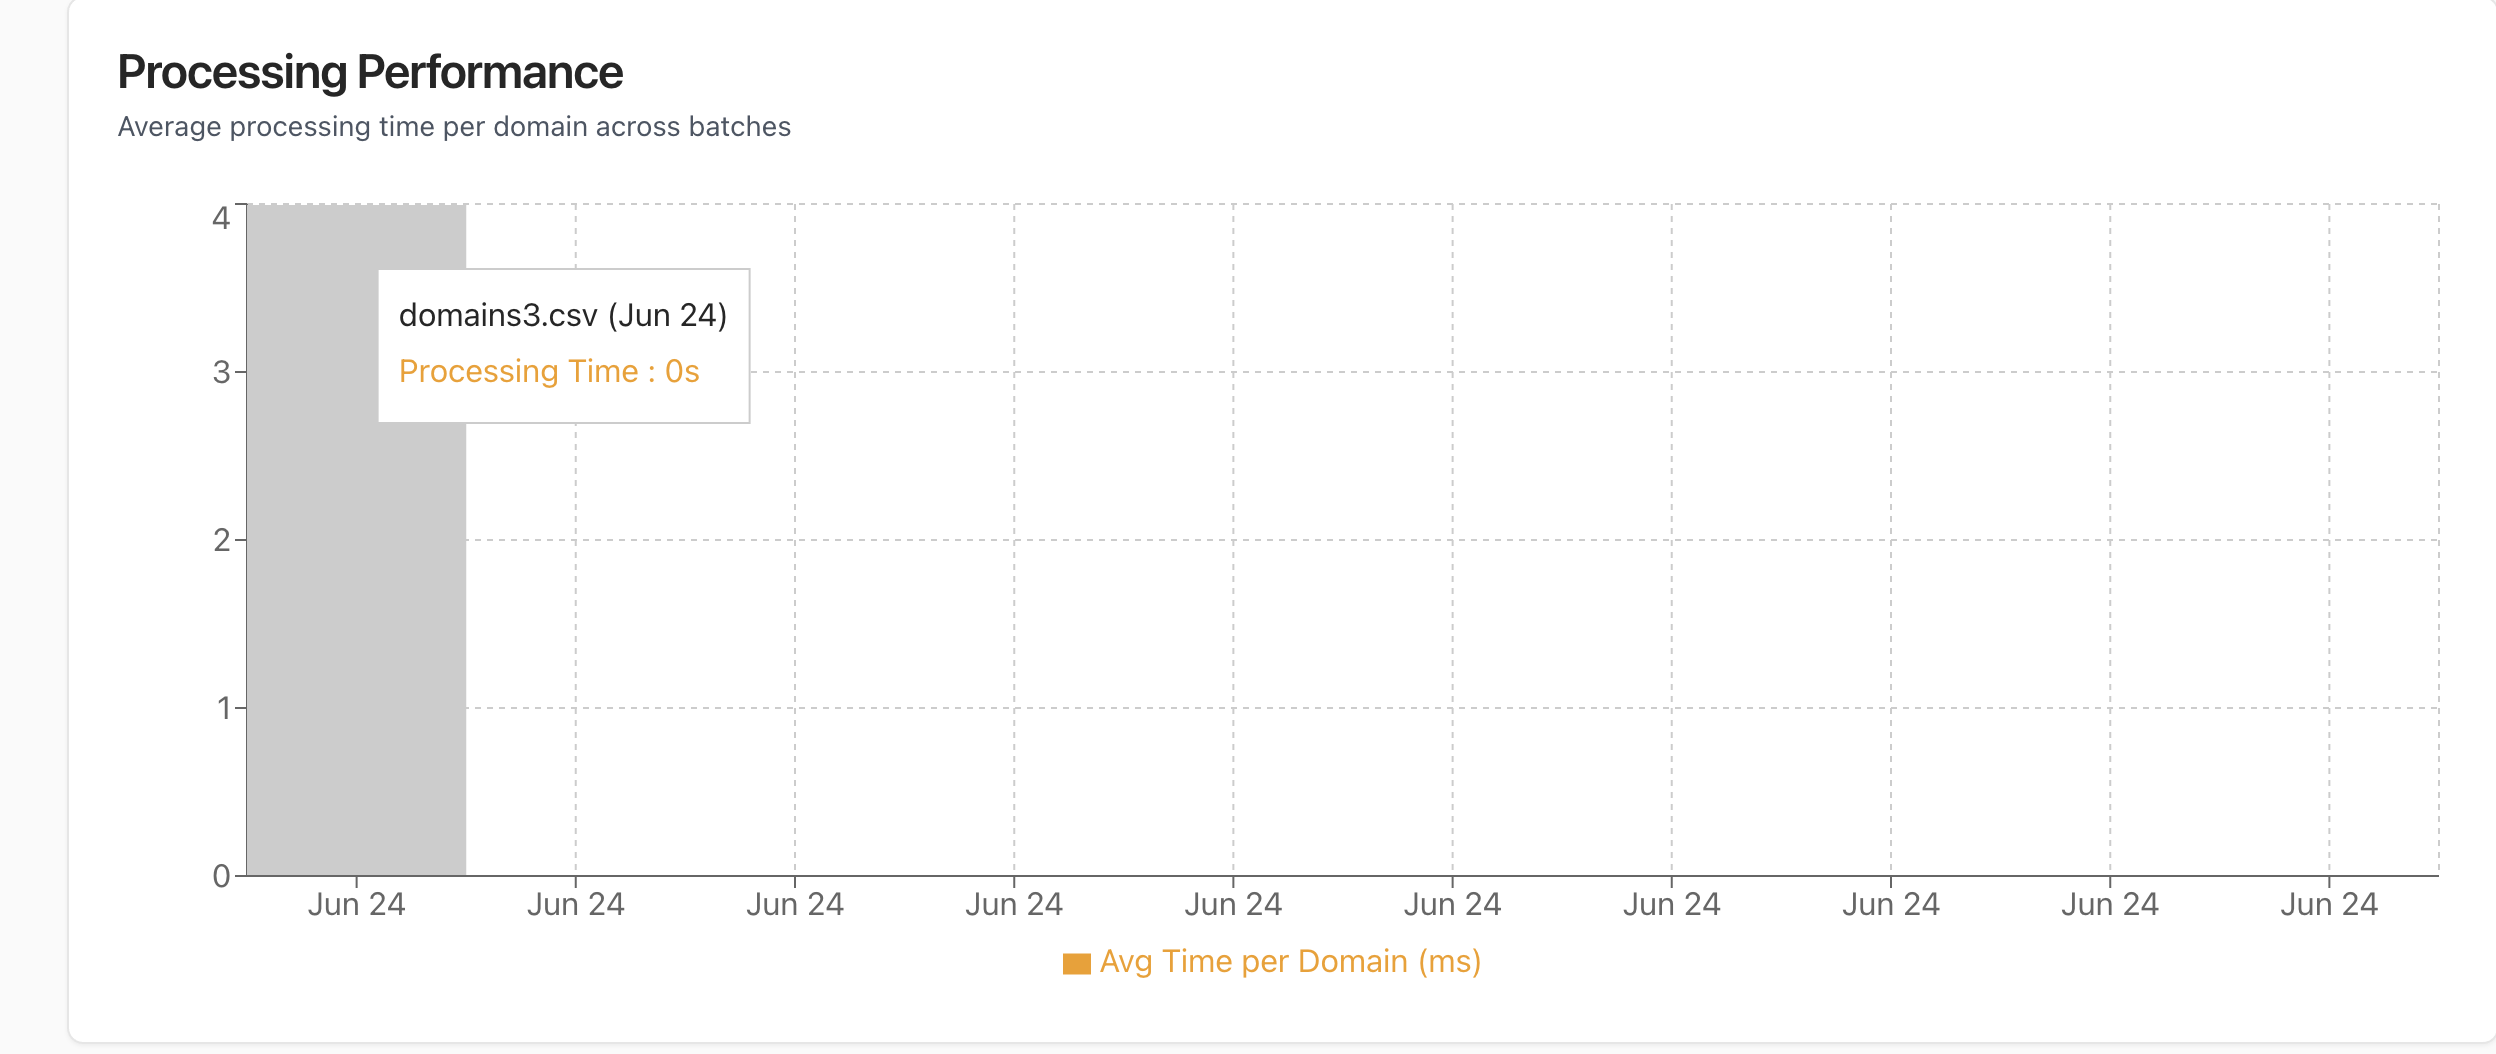 Processing Performance
Average processing time per domain across batches
4
domains3.csv (Jun 24)
Processing Time : 0s
3
2
1
0
Jun 24 Jun 24 Jun 24 Jun 24 Jun 24 Jun 24 Jun 24 Jun 24 Jun 24 Jun 24
Avg Time per Domain (ms)